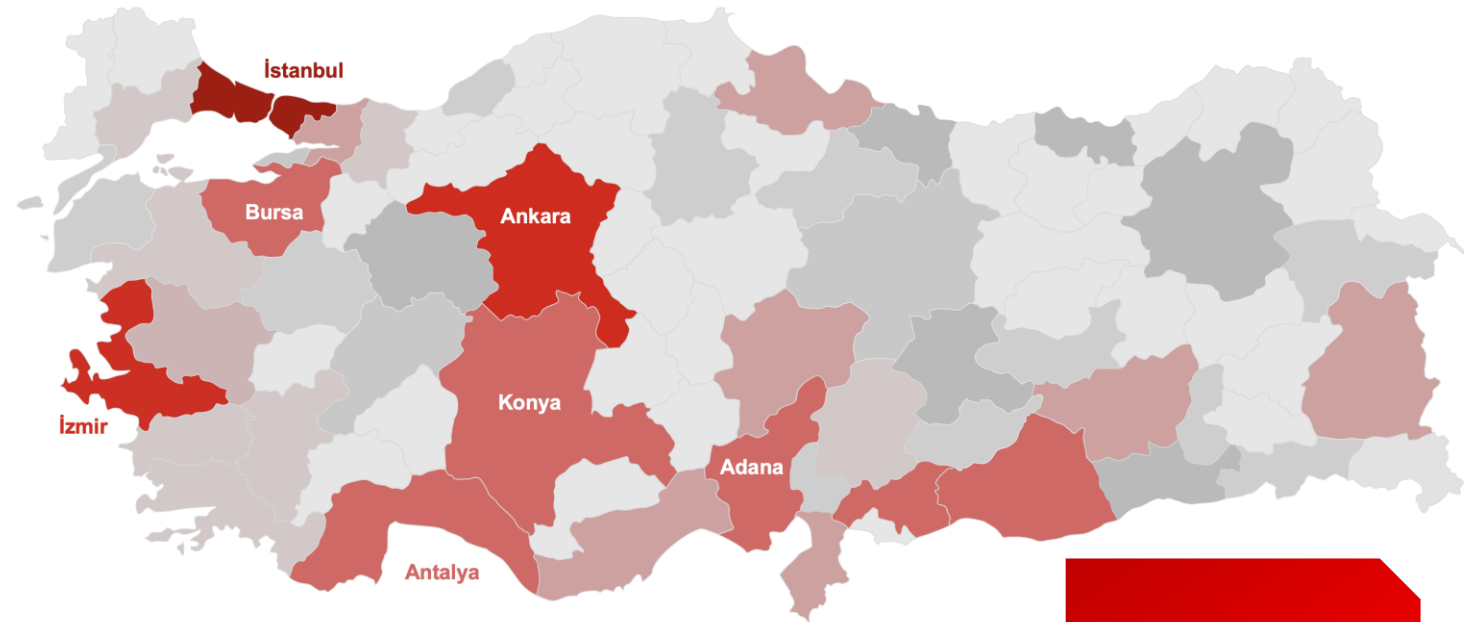 İstanbul
Bursa
Ankara
Konya
İzmir
Adana
Antalya